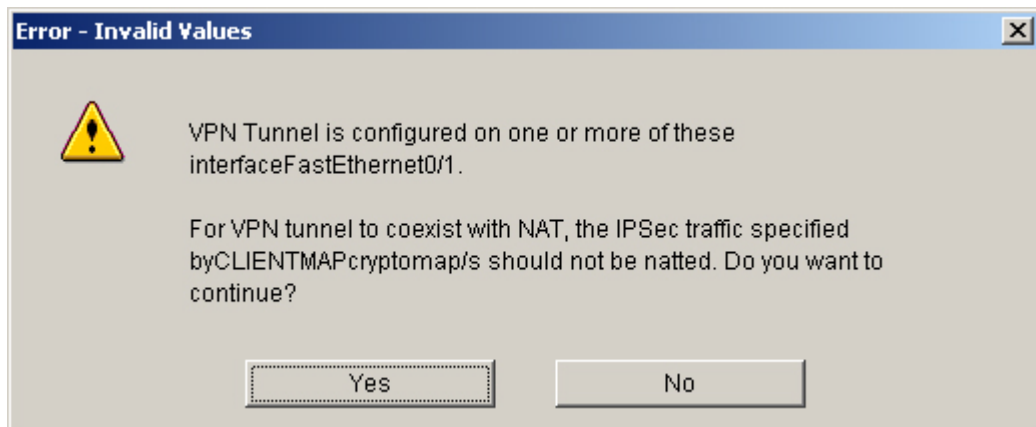 Error - Invalid Values
VPN Tunnel is configured on one or more of these
interfaceFastEthernet0/1.
For VPN tunnel to coexist with NAT, the IPSec traffic specified
byCLIENTMAPcryptomap/s should not be natted. Do you want to
continue?
Yes
No